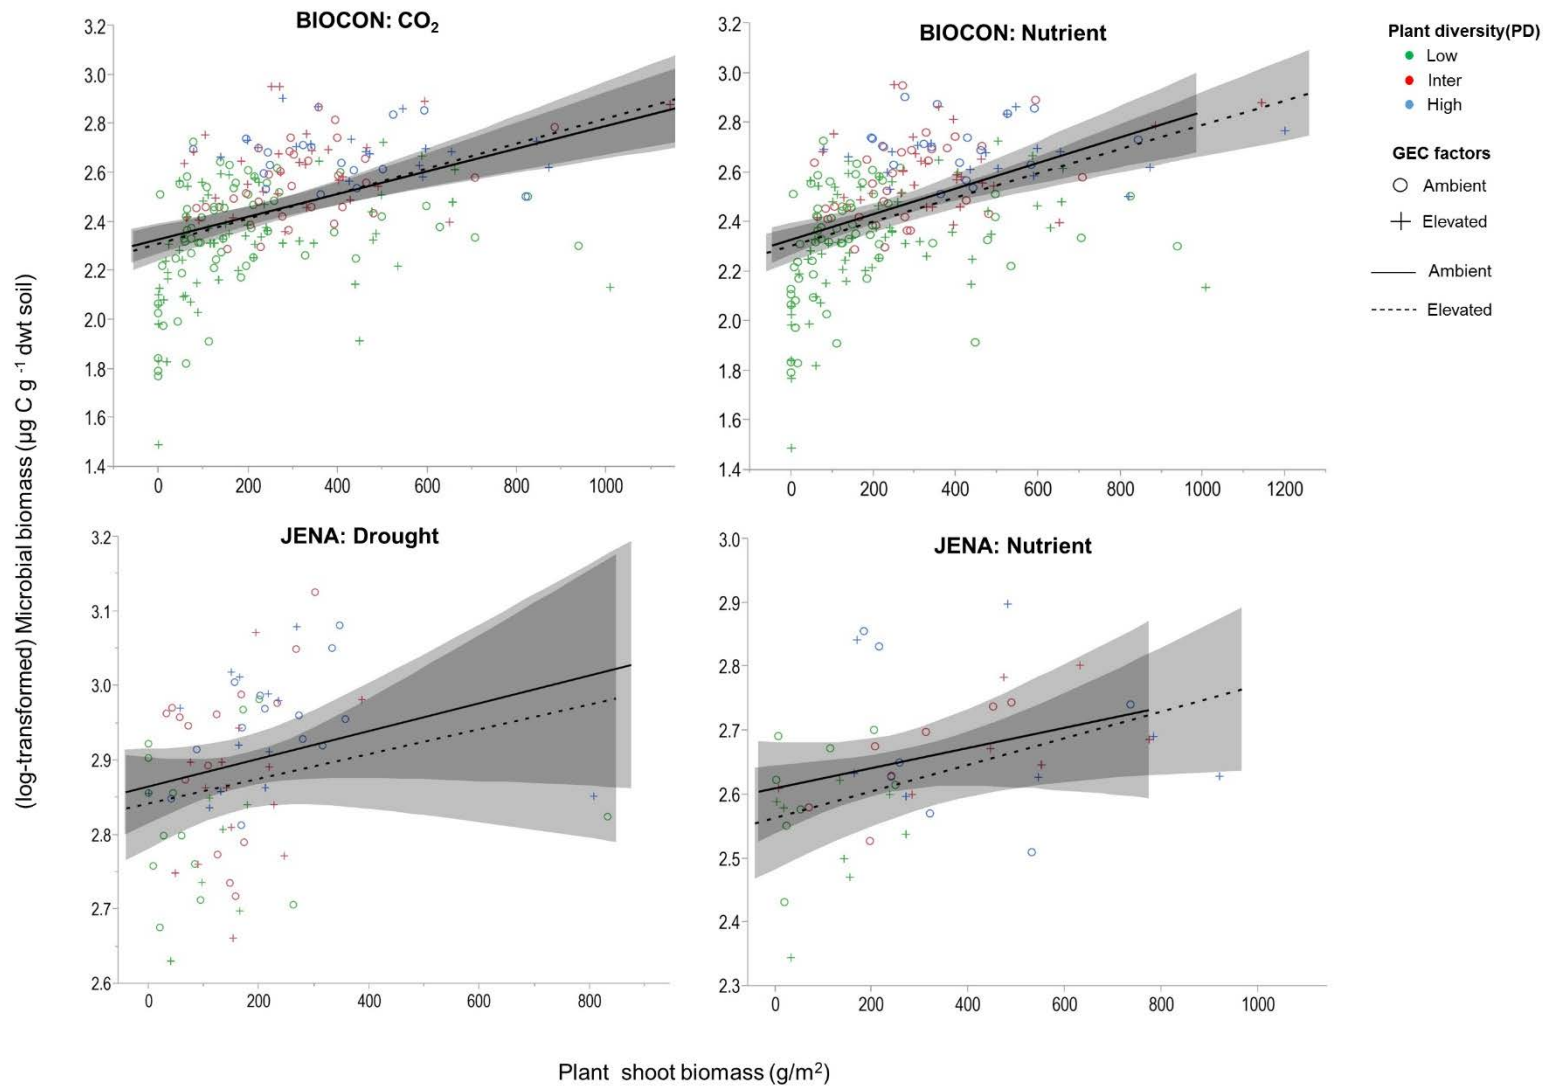 BIOCON: CO₂
3.2
3.0
2.8
2.6
2.4
2.2
2.0
1.8
1.6
1.4
0 200 400 600 800 1000
BIOCON: Nutrient
3.2
3.0
2.8
2.6
2.4
2.2
2.0
1.8
1.6
1.4
0 200 400 600 800 1000 1200
Plant diversity(PD)
Low
Inter
High
GEC factors
Ambient
Elevated
Ambient
Elevated
(log-transformed) Microbial biomass (µg C g ⁻¹ dwt soil)
JENA: Drought
3.2
3.1
3.0
2.9
2.8
2.7
2.6
0 200 400 600 800
JENA: Nutrient
3.0
2.9
2.8
2.7
2.6
2.5
2.4
2.3
0 200 400 600 800 1000
Plant shoot biomass (g/m²)